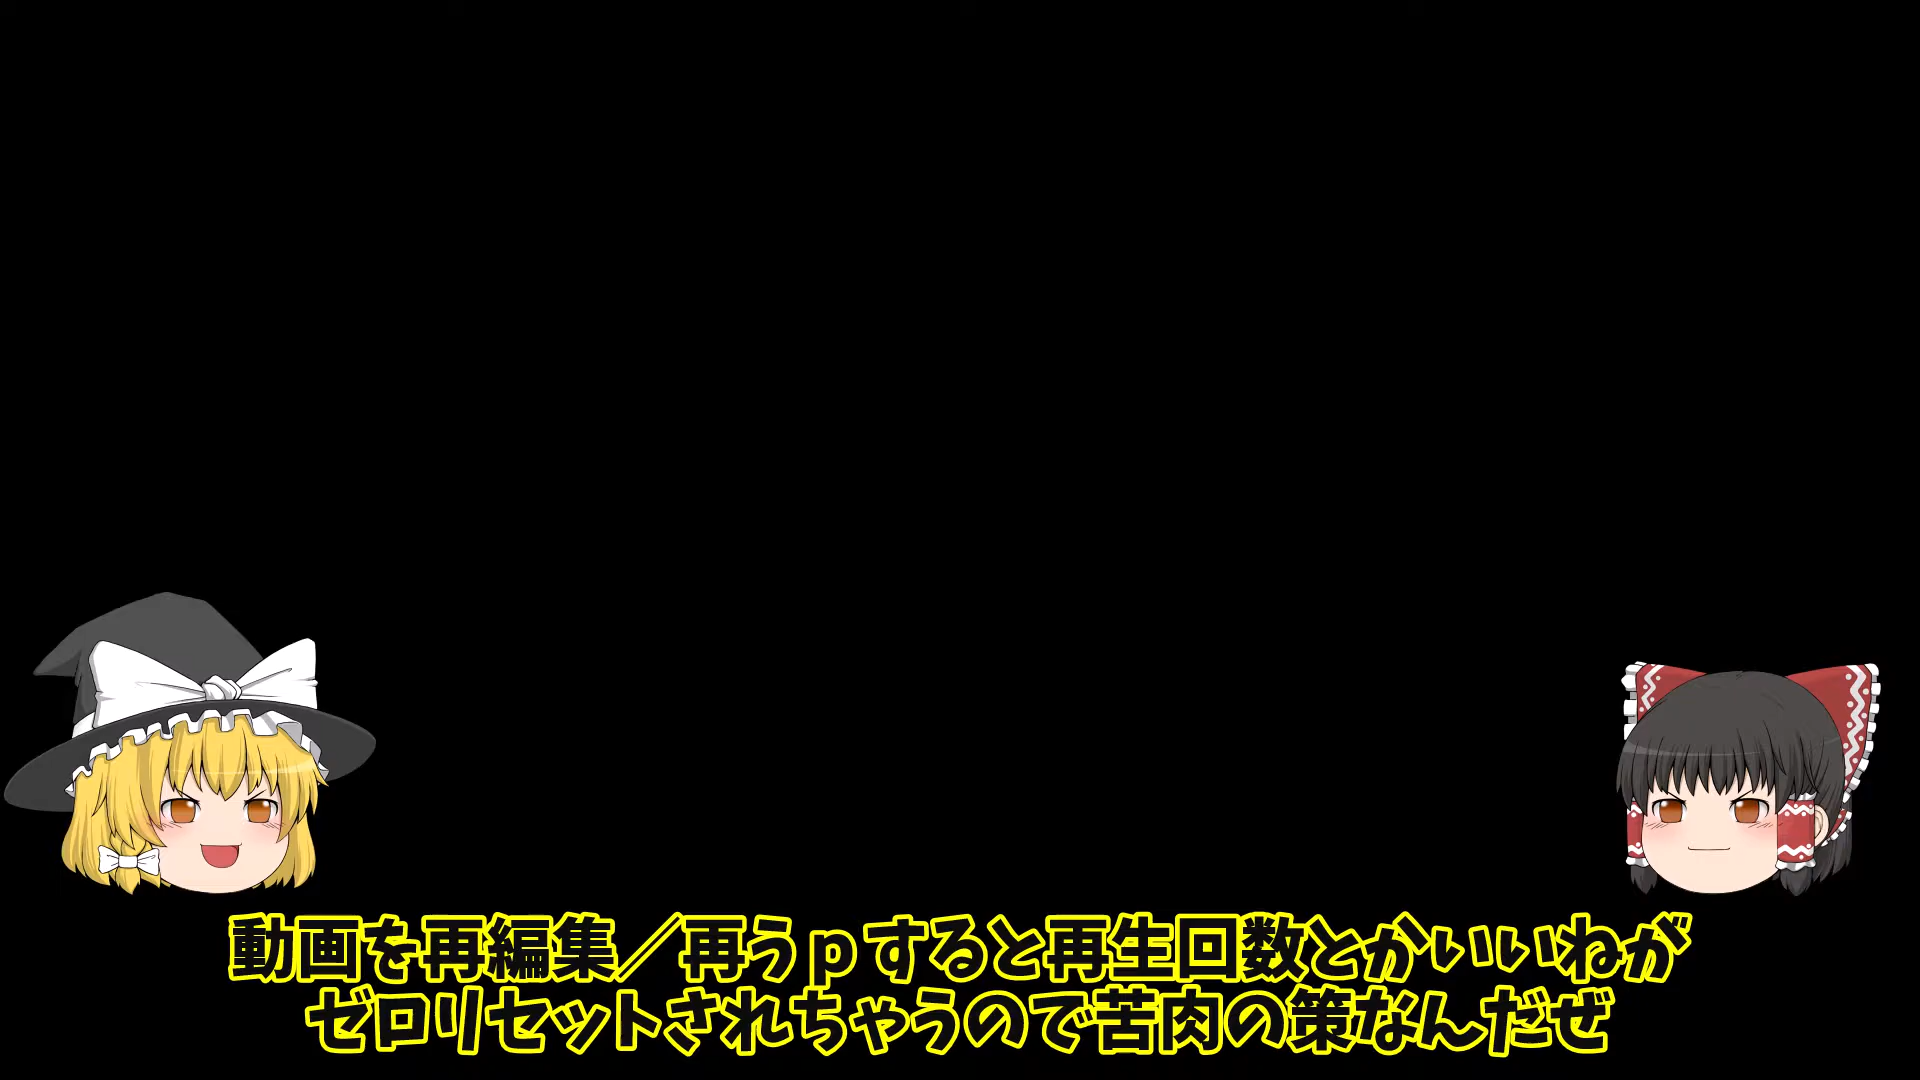 動画を再編集／再うｐすると再生回数とかいいねが
ゼロリセットされちゃうので苦肉の策なんだぜ